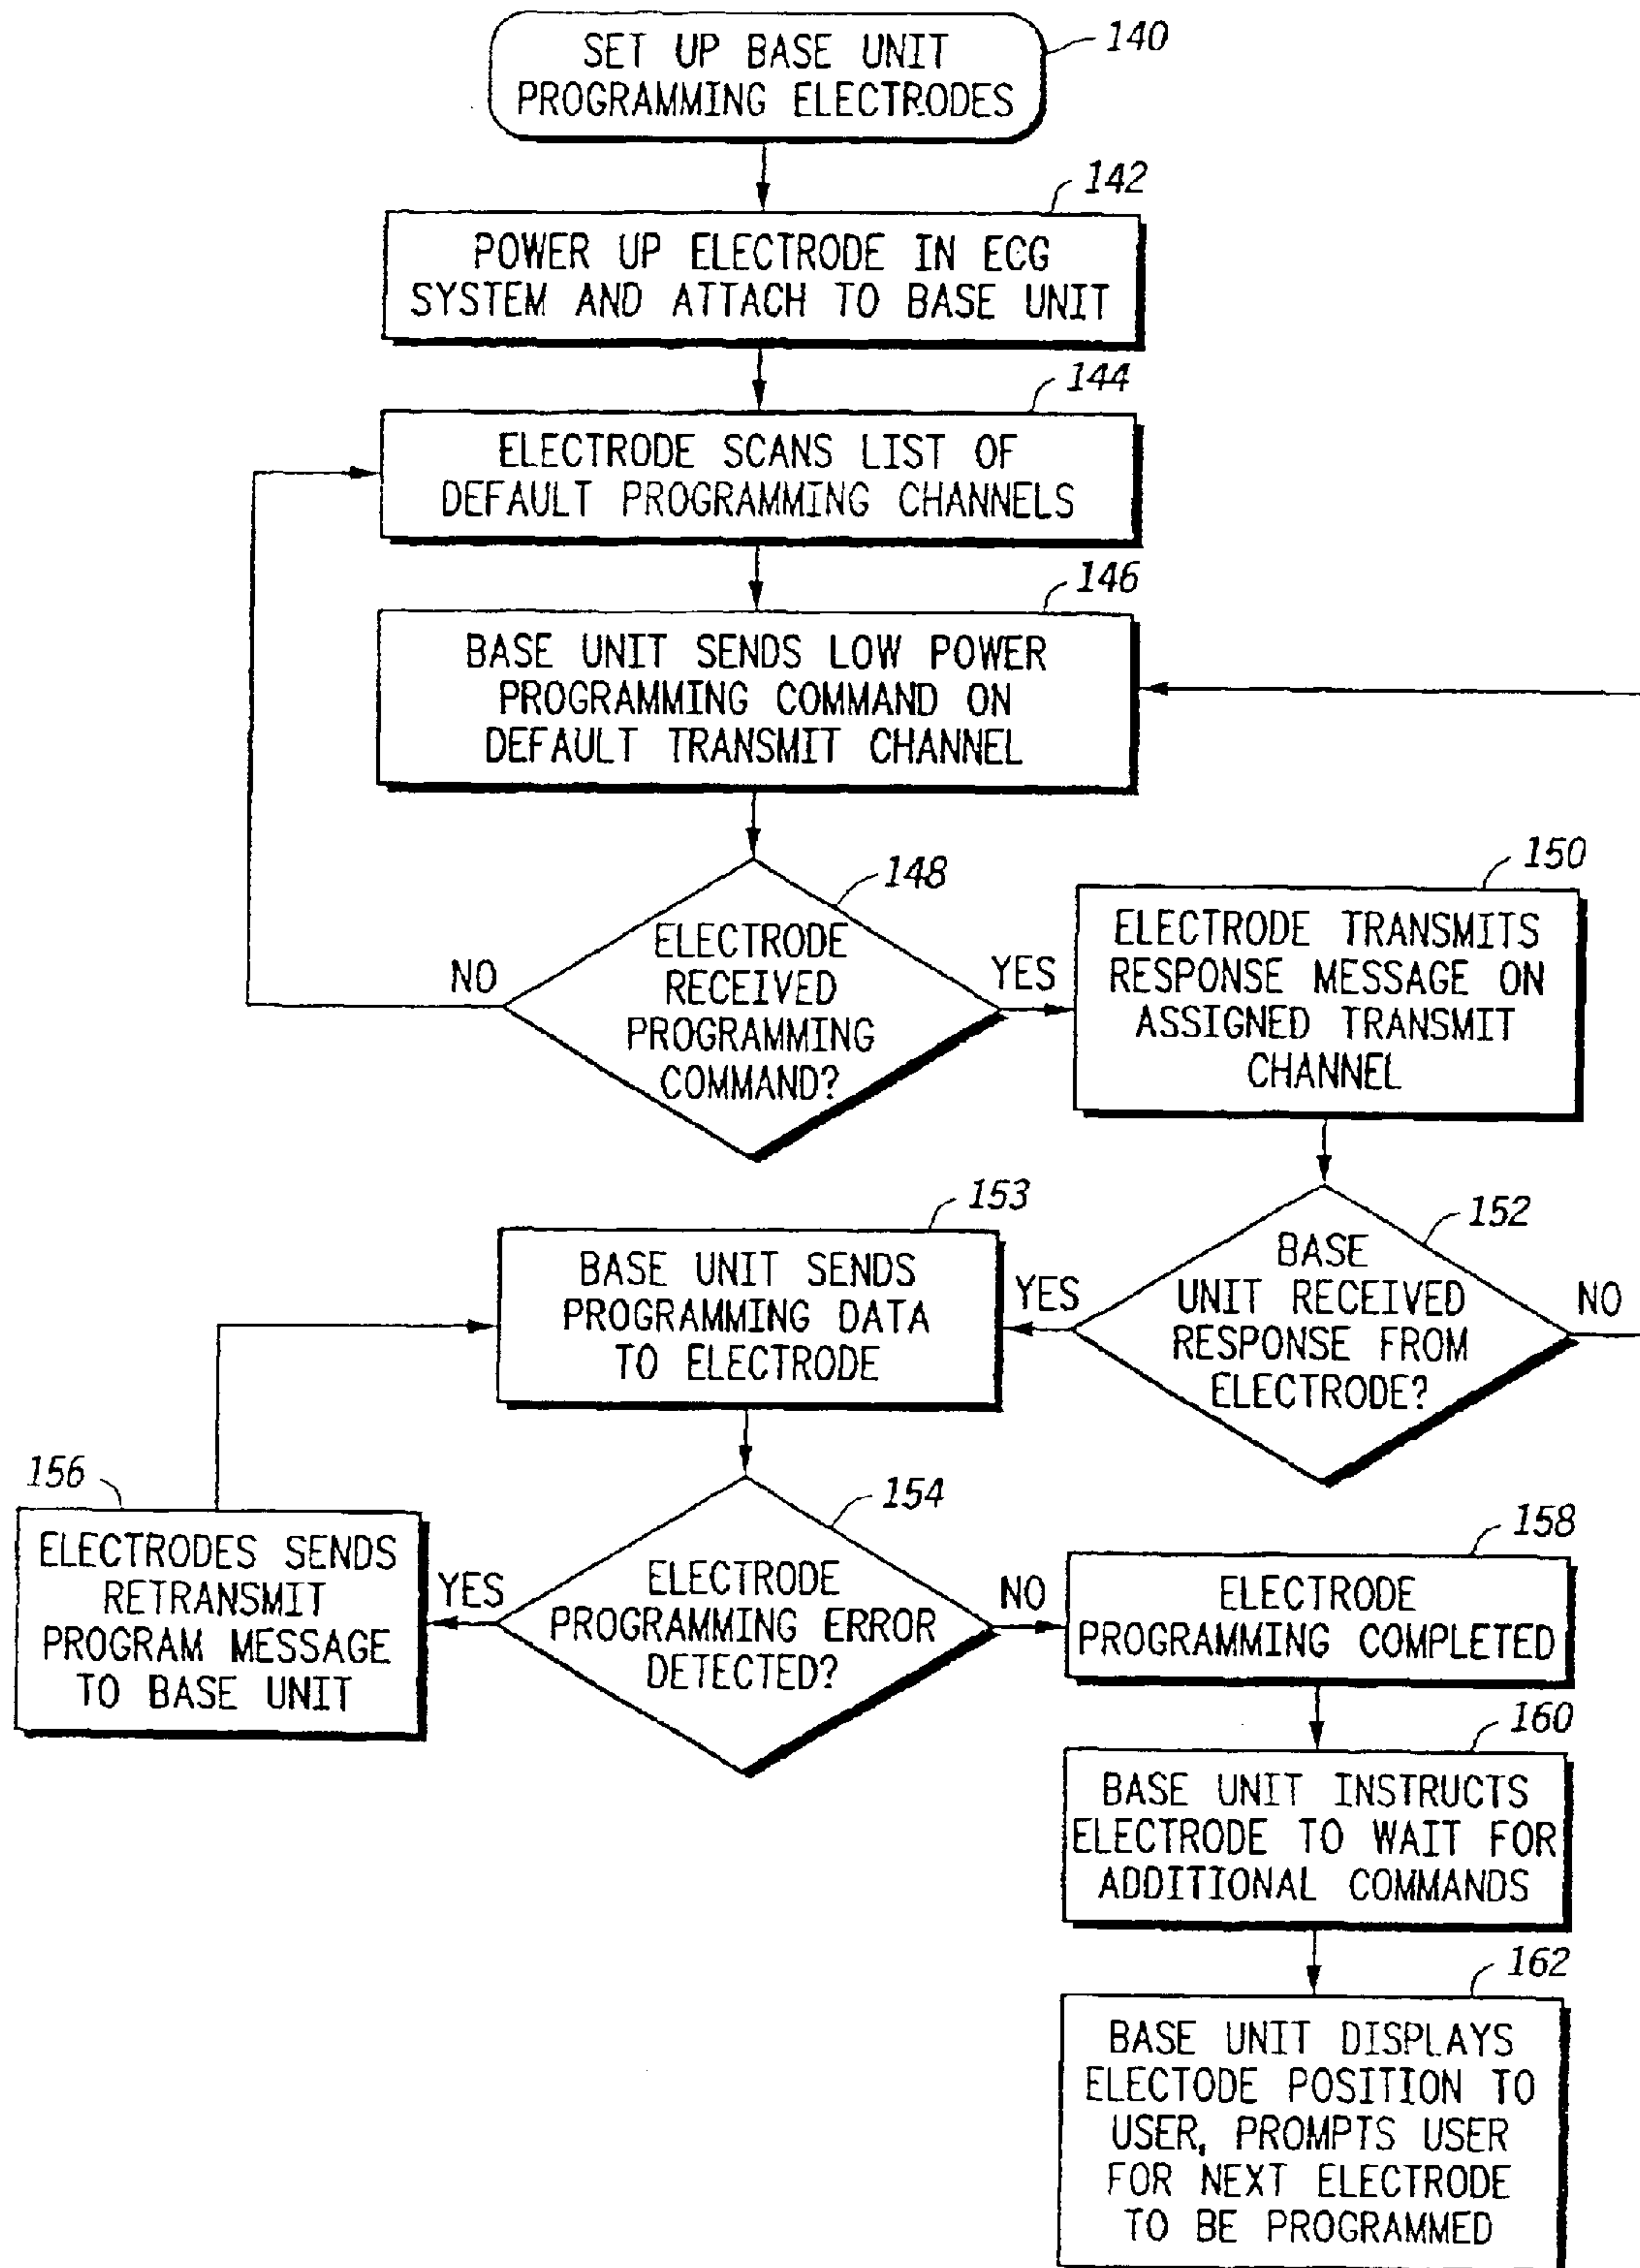 SET UP BASE UNIT
PROGRAMMING ELECTRODES
140
142
POWER UP ELECTRODE IN ECG
SYSTEM AND ATTACH TO BASE UNIT
144
ELECTRODE SCANS LIST OF
DEFAULT PROGRAMMING CHANNELS
146
BASE UNIT SENDS LOW POWER
PROGRAMMING COMMAND ON
DEFAULT TRANSMIT CHANNEL
148
ELECTRODE
RECEIVED
PROGRAMMING
COMMAND?
NO
YES
150
ELECTRODE TRANSMITS
RESPONSE MESSAGE ON
ASSIGNED TRANSMIT
CHANNEL
152
BASE
UNIT RECEIVED
RESPONSE FROM
ELECTRODE?
YES
NO
153
BASE UNIT SENDS
PROGRAMMING DATA
TO ELECTRODE
154
ELECTRODE
PROGRAMMING ERROR
DETECTED?
YES
NO
156
ELECTRODES SENDS
RETRANSMIT
PROGRAM MESSAGE
TO BASE UNIT
158
ELECTRODE
PROGRAMMING COMPLETED
160
BASE UNIT INSTRUCTS
ELECTRODE TO WAIT FOR
ADDITIONAL COMMANDS
162
BASE UNIT DISPLAYS
ELECTODE POSITION TO
USER, PROMPTS USER
FOR NEXT ELECTRODE
TO BE PROGRAMMED